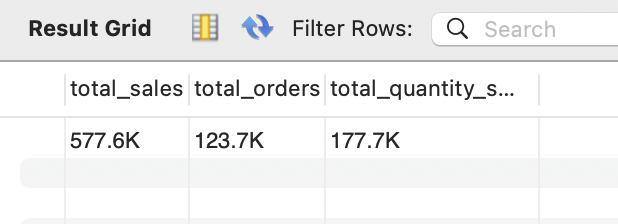 Result Grid Filter Rows: Search
total_sales total_orders total_quantity_s...
577.6K 123.7K 177.7K